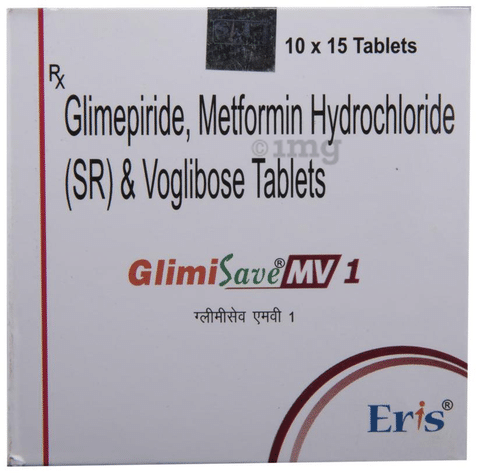 10 x 15 Tablets
Rx
Glimepiride, Metformin Hydrochloride
(SR) & Voglibose Tablets
©1mg
GlimiSave® MV 1
ग्लीमीसेव एमवी 1
Eris®